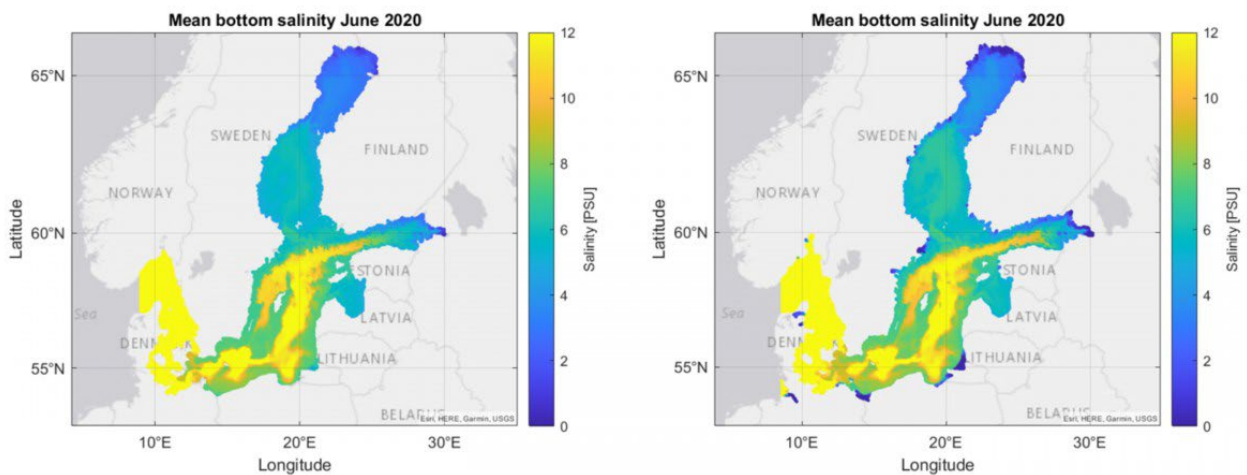 Mean bottom salinity June 2020
65°N
60°N
55°N
10°E
20°E
30°E
Latitude
Longitude
NORWAY
SWEDEN
FINLAND
ESTONIA
LATVIA
LITHUANIA
Sea
Esri, HERE, Garmin, USGS
12
10
8
6
4
2
0
Salinity [PSU]
Mean bottom salinity June 2020
65°N
60°N
55°N
10°E
20°E
30°E
Latitude
Longitude
NORWAY
SWEDEN
FINLAND
ESTONIA
LATVIA
LITHUANIA
Sea
Esri, HERE, Garmin, USGS
12
10
8
6
4
2
0
Salinity [PSU]